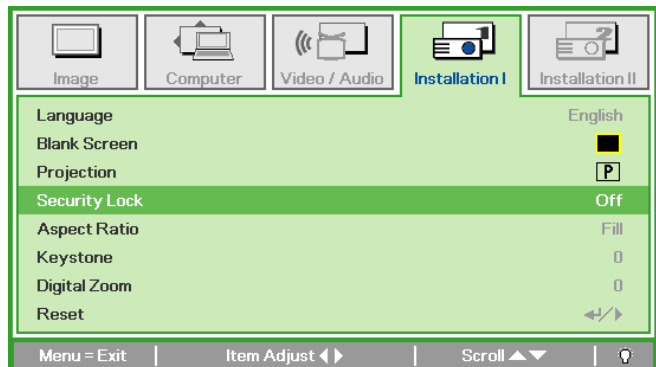 Image Computer Video / Audio Installation I Installation II
Language English
Blank Screen
Projection P
Security Lock Off
Aspect Ratio Fill
Keystone 0
Digital Zoom 0
Reset
Menu = Exit Item Adjust Scroll